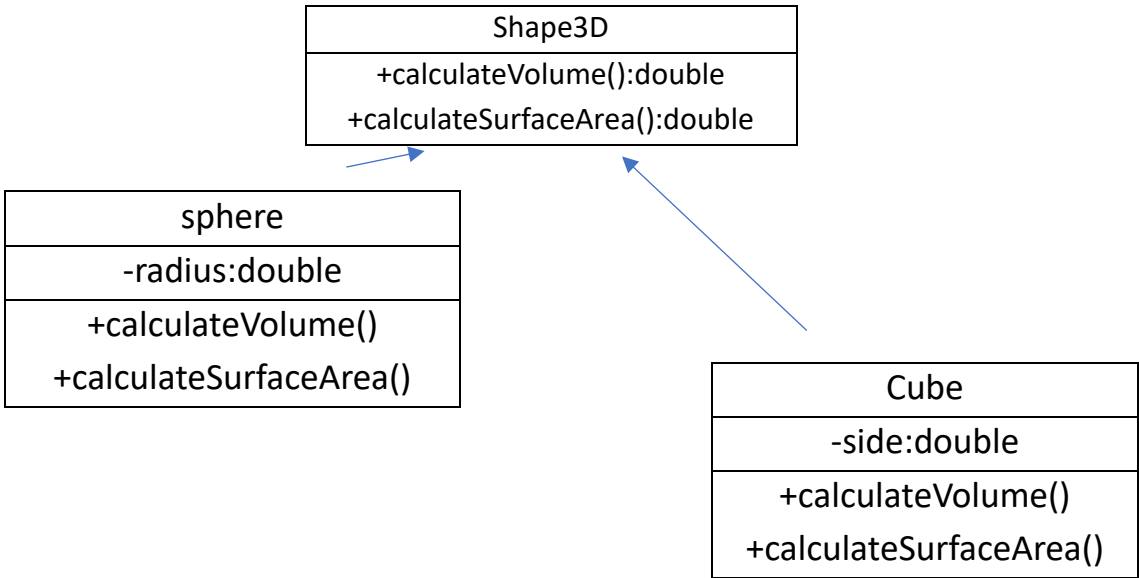 Shape3D
+calculateVolume():double
+calculateSurfaceArea():double
sphere
-radius:double
+calculateVolume()
+calculateSurfaceArea()
Cube
-side:double
+calculateVolume()
+calculateSurfaceArea()